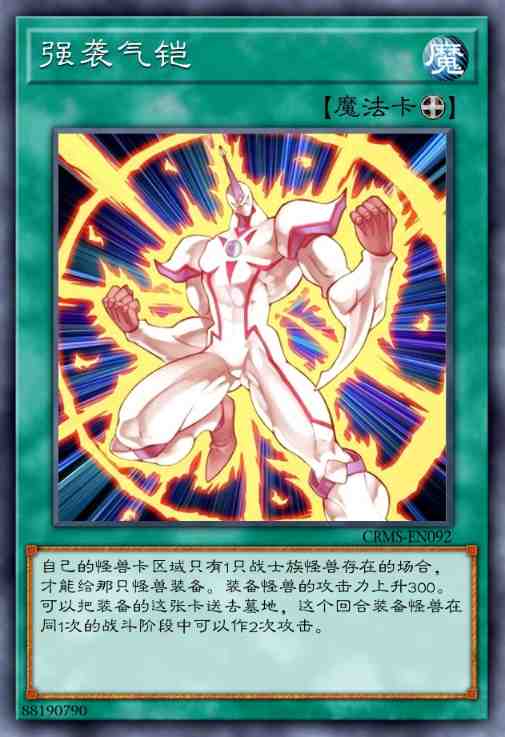 强袭气铠
魔
【魔法卡】
CRMS-EN092
自己的怪兽卡区域只有1只战士族怪兽存在的场合，
才能给那只怪兽装备。装备怪兽的攻击力上升300。
可以把装备的这张卡送去墓地，这个回合装备怪兽在
同1次的战斗阶段中可以作2次攻击。
88190790